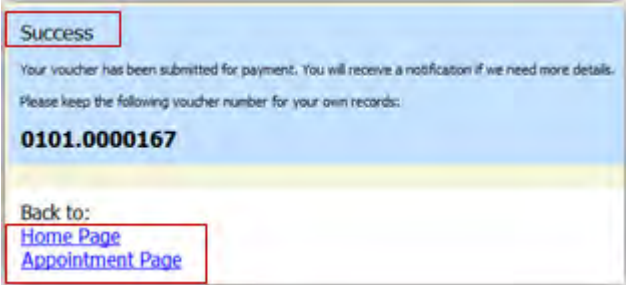 Success
Your voucher has been submitted for payment. You will receive a notification if we need more details.
Please keep the following voucher number for your own records:
0101.0000167
Back to:
Home Page
Appointment Page